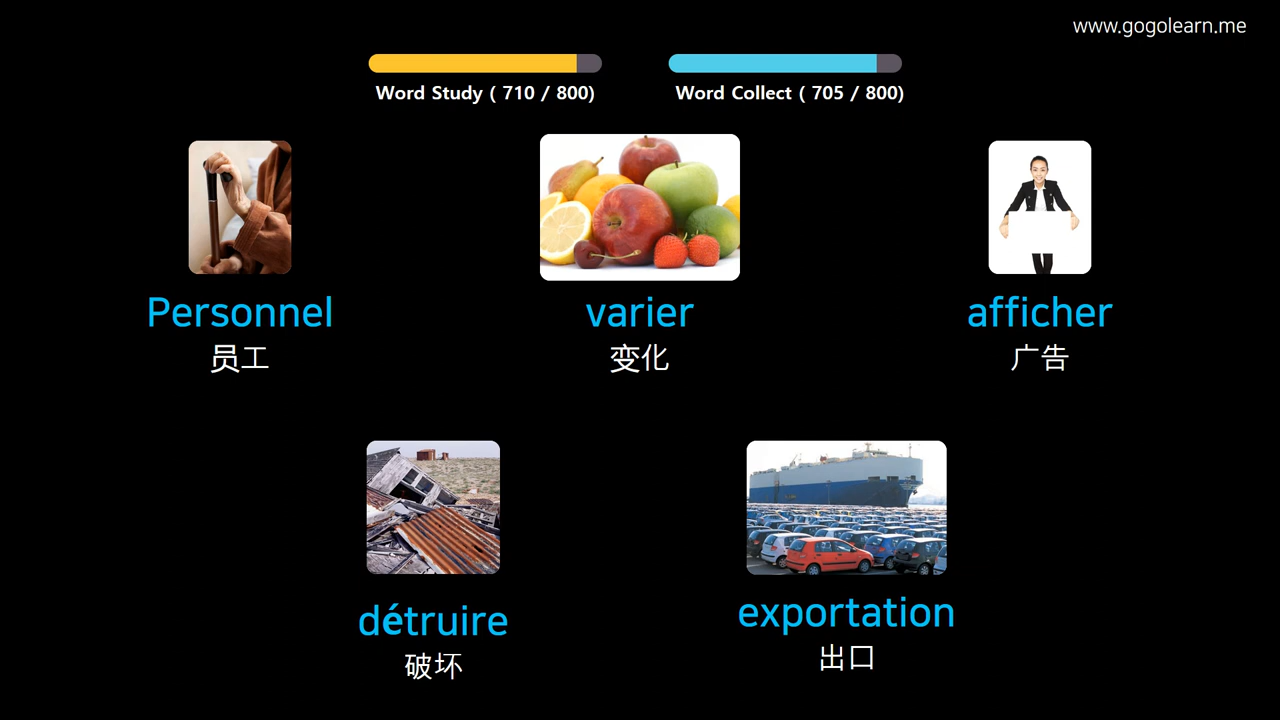 www.gogolearn.me
Word Study ( 710 / 800)
Word Collect ( 705 / 800)
Personnel
员工
varier
变化
afficher
广告
détruire
破坏
exportation
出口